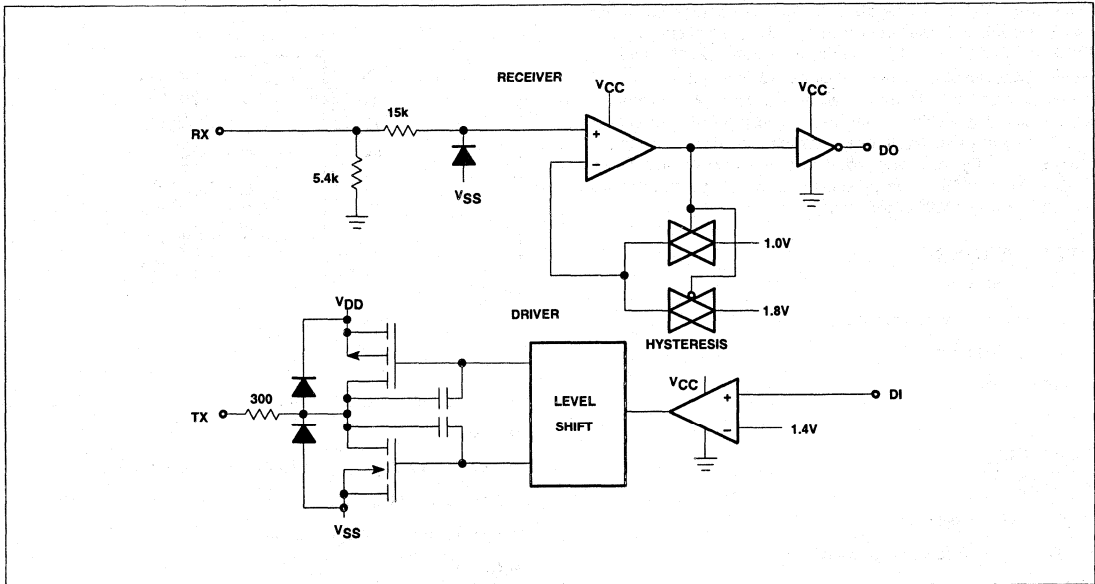 RECEIVER
VCC
VCC
15k
RX
+
−
DO
5.4k
VSS
1.0V
1.8V
HYSTERESIS
VDD
DRIVER
VCC
300
TX
LEVEL
SHIFT
+
−
DI
1.4V
VSS